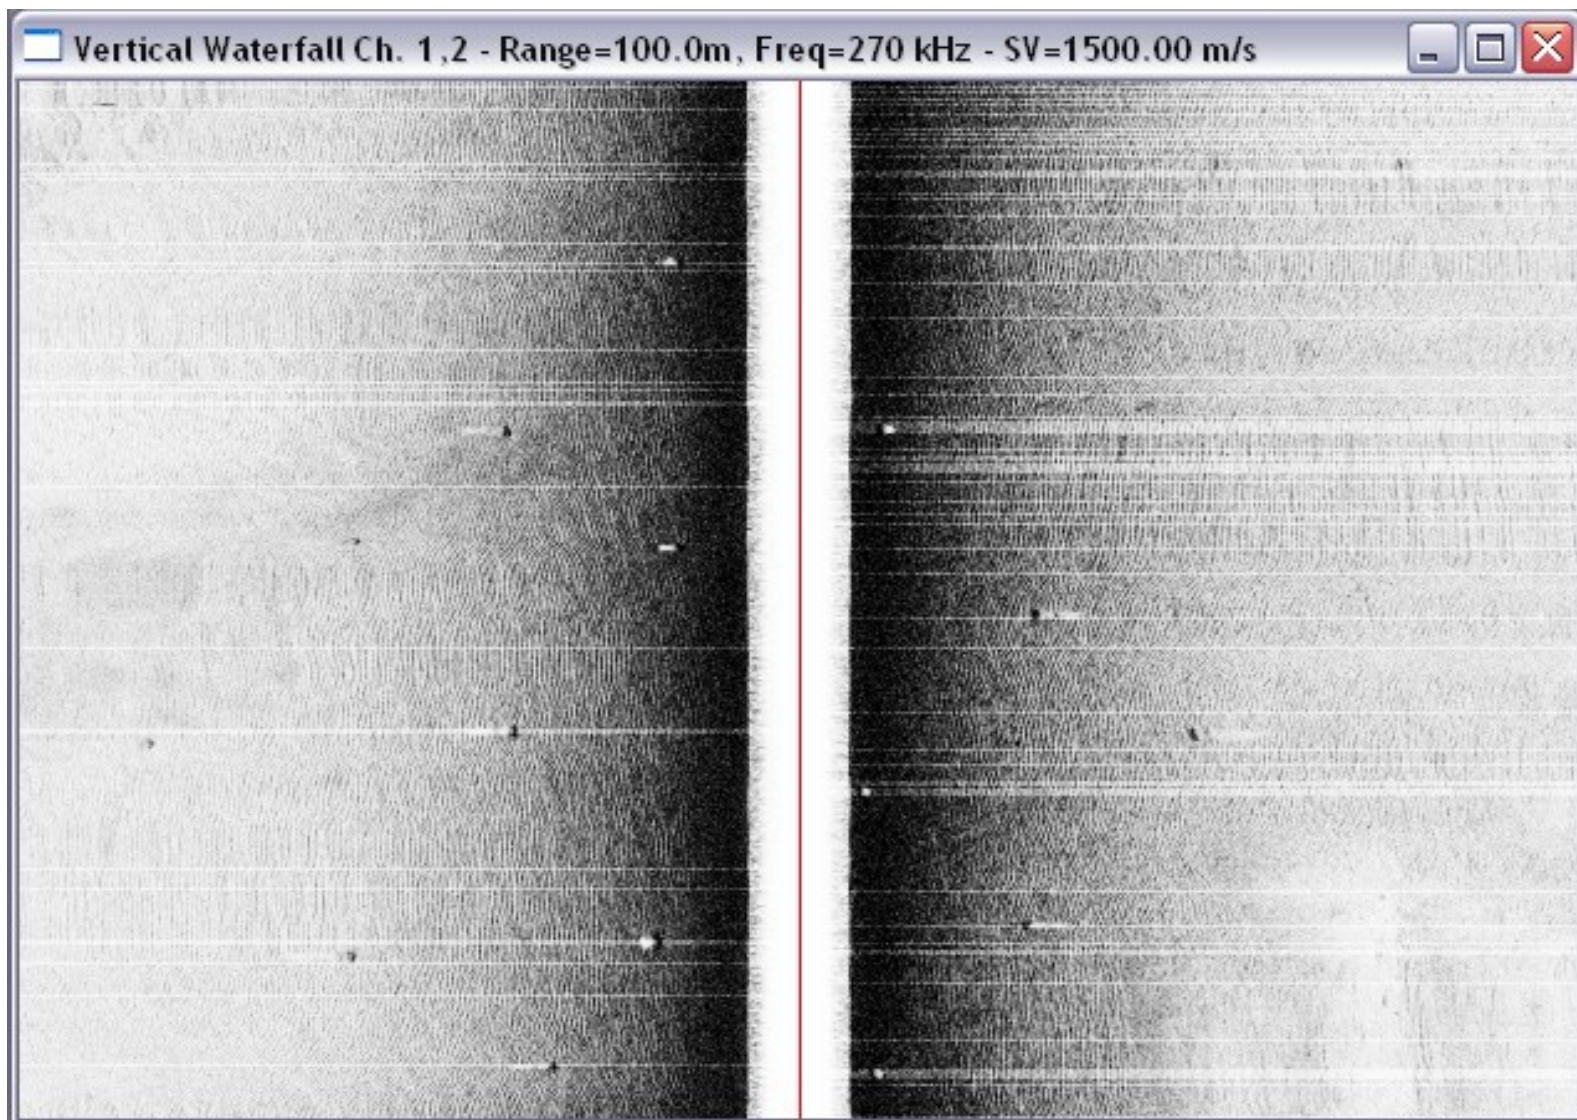 Vertical Waterfall Ch. 1,2 - Range=100.0m, Freq=270 kHz - SV=1500.00 m/s